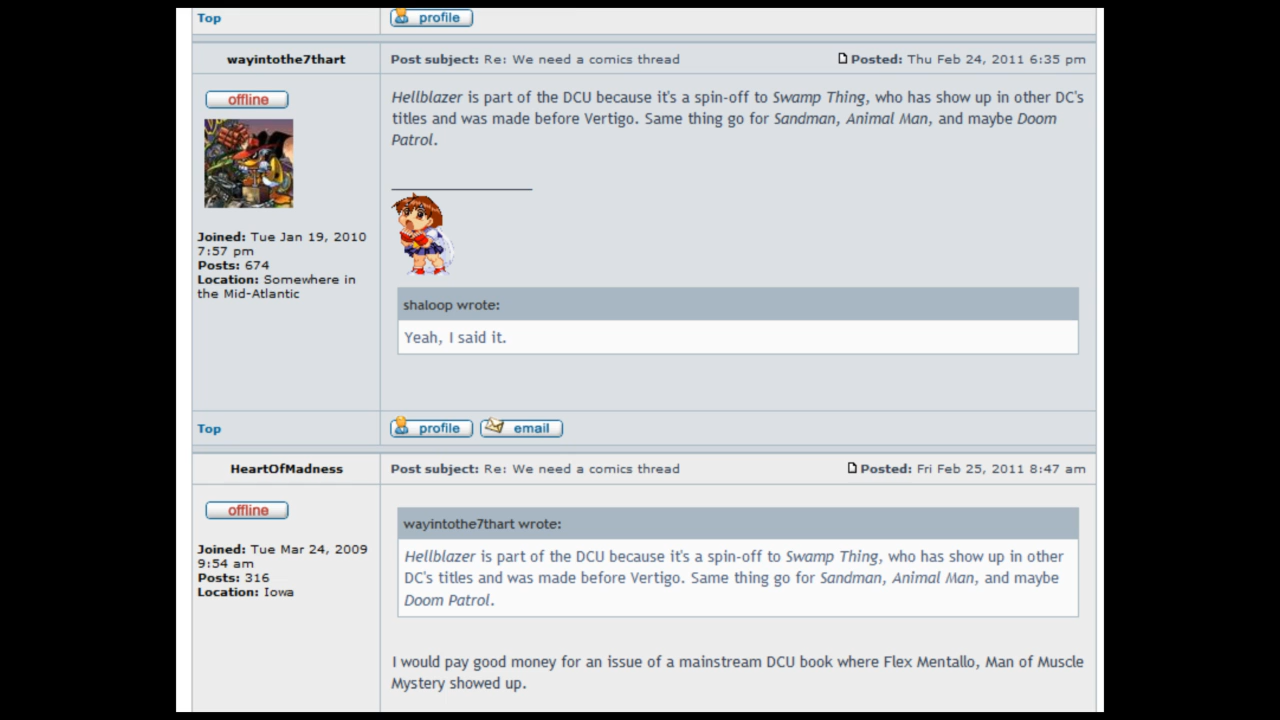 Top
profile
wayintothe7thart
Post subject: Re: We need a comics thread
Posted: Thu Feb 24, 2011 6:35 pm
offline
Joined: Tue Jan 19, 2010
7:57 pm
Posts: 674
Location: Somewhere in
the Mid-Atlantic
Hellblazer is part of the DCU because it's a spin-off to Swamp Thing, who has show up in other DC's
titles and was made before Vertigo. Same thing go for Sandman, Animal Man, and maybe Doom
Patrol.
shaloop wrote:
Yeah, I said it.
Top
profile
email
HeartOfMadness
Post subject: Re: We need a comics thread
Posted: Fri Feb 25, 2011 8:47 am
offline
Joined: Tue Mar 24, 2009
9:54 am
Posts: 316
Location: Iowa
wayintothe7thart wrote:
Hellblazer is part of the DCU because it's a spin-off to Swamp Thing, who has show up in other
DC's titles and was made before Vertigo. Same thing go for Sandman, Animal Man, and maybe
Doom Patrol.
I would pay good money for an issue of a mainstream DCU book where Flex Mentallo, Man of Muscle
Mystery showed up.